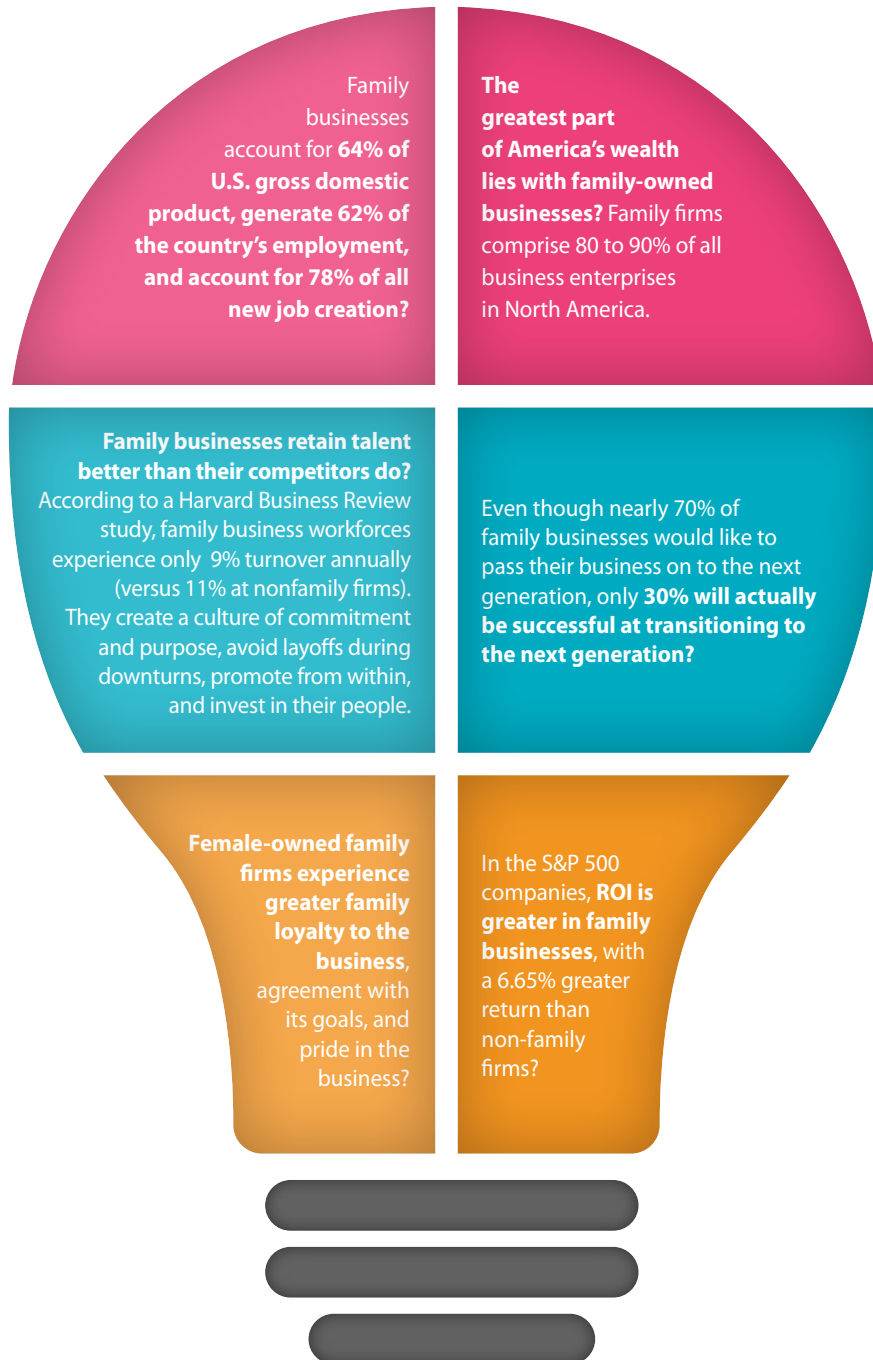 Family
businesses
account for 64% of
U.S. gross domestic
product, generate 62% of
the country's employment,
and account for 78% of all
new job creation?
The
greatest part
of America's wealth
lies with family-owned
businesses? Family firms
comprise 80 to 90% of all
business enterprises
in North America.
Family businesses retain talent
better than their competitors do?
According to a Harvard Business Review
study, family business workforces
experience only 9% turnover annually
(versus 11% at nonfamily firms).
They create a culture of commitment
and purpose, avoid layoffs during
downturns, promote from within,
and invest in their people.
Even though nearly 70% of
family businesses would like to
pass their business on to the next
generation, only 30% will actually
be successful at transitioning to
the next generation?
Female-owned family
firms experience
greater family
loyalty to the
business,
agreement with
its goals, and
pride in the
business?
In the S&P 500
companies, ROI is
greater in family
businesses, with
a 6.65% greater
return than
non-family
firms?